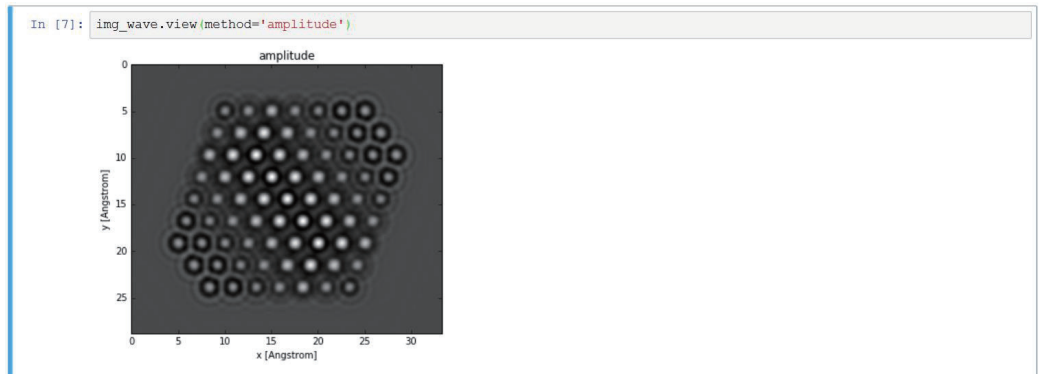 In [7]: img_wave.view(method='amplitude')
amplitude
0
5
10
15
20
25
y [Angstrom]
0 5 10 15 20 25 30
x [Angstrom]